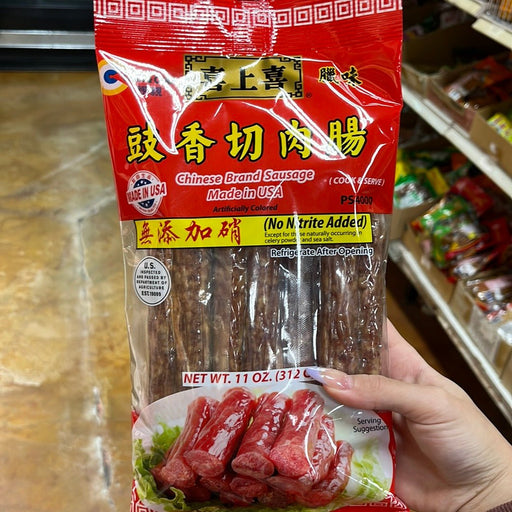 喜上喜
臘味
豉香切肉腸
Chinese Brand Sausage
Made in USA
(COOK & SERVE)
MADE IN USA
Artificially Colored
PS4000
無添加硝
(No Nitrite Added)
Except for those naturally occurring in
celery powder and sea salt.
Refrigerate After Opening
U.S.
INSPECTED
AND PASSED BY
DEPARTMENT OF
AGRICULTURE
EST.19099
NET WT. 11 OZ. (312
Serving
Suggestion